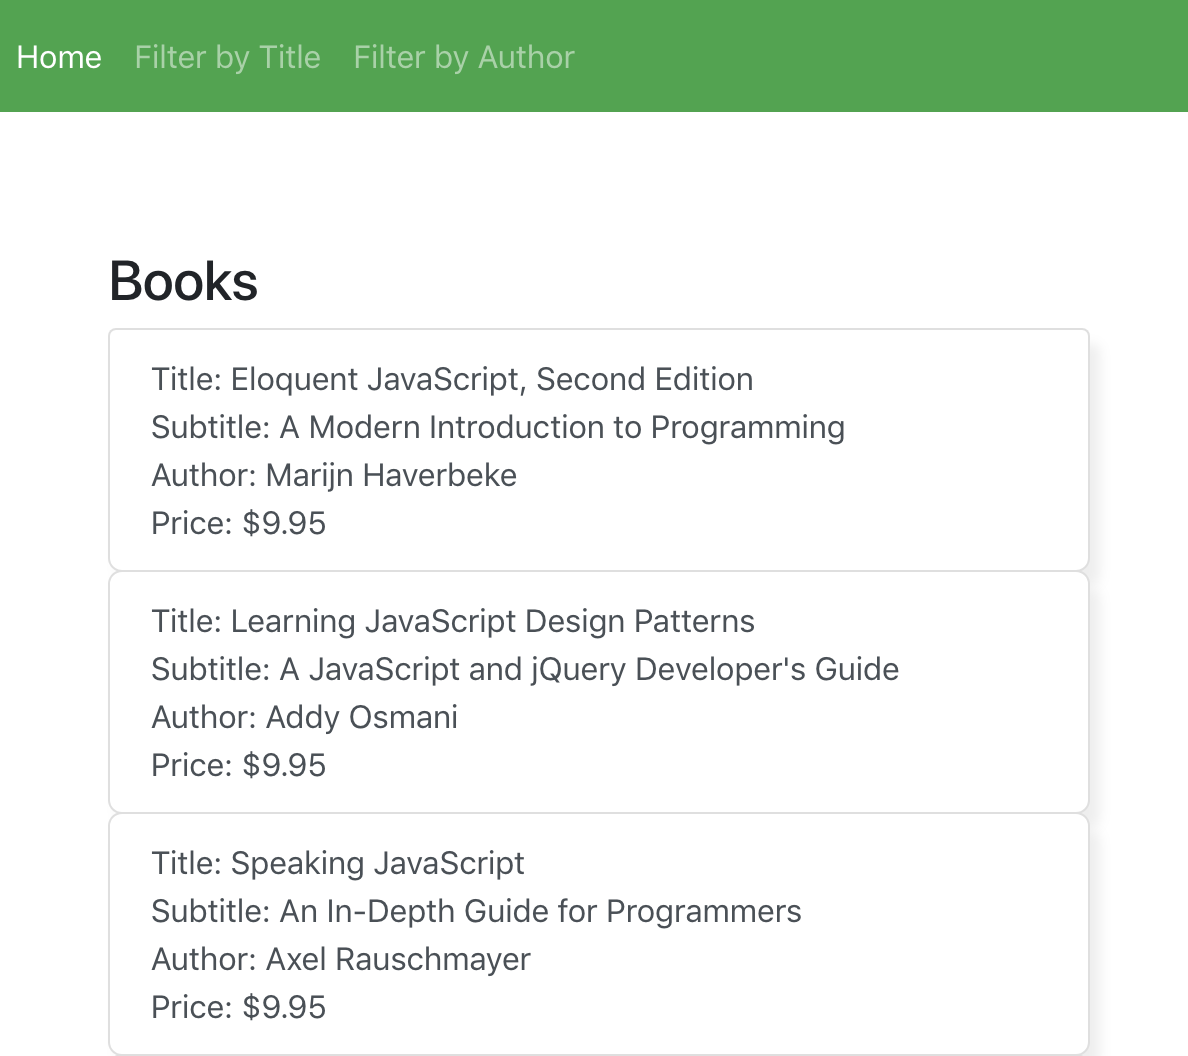 Home Filter by Title Filter by Author
Books
Title: Eloquent JavaScript, Second Edition
Subtitle: A Modern Introduction to Programming
Author: Marijn Haverbeke
Price: $9.95
Title: Learning JavaScript Design Patterns
Subtitle: A JavaScript and jQuery Developer's Guide
Author: Addy Osmani
Price: $9.95
Title: Speaking JavaScript
Subtitle: An In-Depth Guide for Programmers
Author: Axel Rauschmayer
Price: $9.95